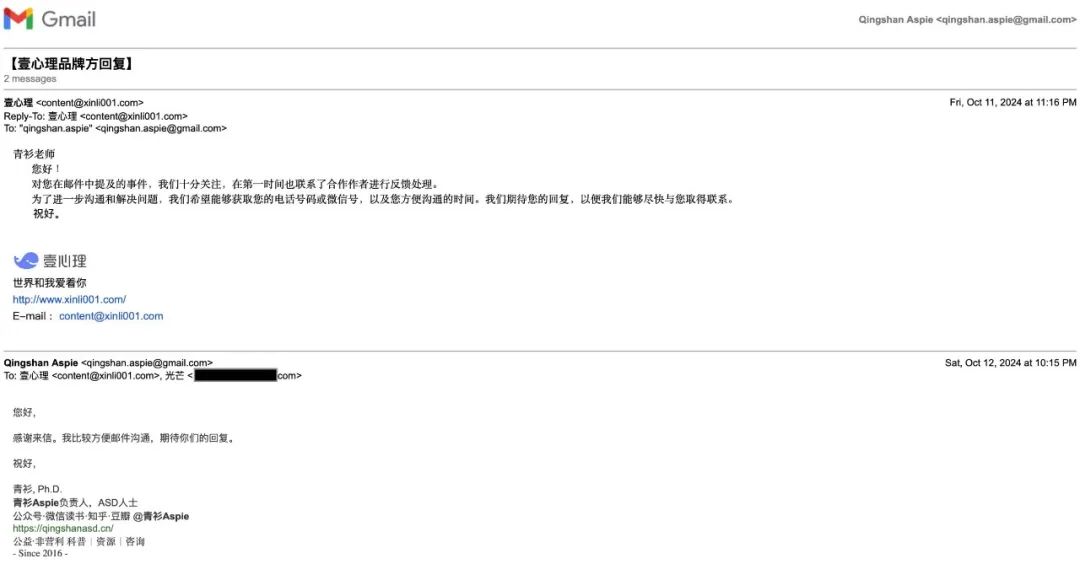 Gmail
Qingshan Aspie <qingshan.aspie@gmail.com>
【壹心理品牌方回复】
2 messages
壹心理 <content@xinli001.com>
Fri, Oct 11, 2024 at 11:16 PM
Reply-To: 壹心理 <content@xinli001.com>
To: "qingshan.aspie" <qingshan.aspie@gmail.com>
青衫老师
您好！
对您在邮件中提及的事件，我们十分关注，在第一时间也联系了合作作者进行反馈处理。
为了进一步沟通和解决问题，我们希望能够获取您的电话号码或微信号，以及您方便沟通的时间。我们期待您的回复，以便我们能够尽快与您取得联系。
祝好。
壹心理
世界和我爱着你
http://www.xinli001.com/
E-mail： content@xinli001.com
Qingshan Aspie <qingshan.aspie@gmail.com>
Sat, Oct 12, 2024 at 10:15 PM
To: 壹心理 <content@xinli001.com>, 光芒 < com>
您好，
感谢来信。我比较方便邮件沟通，期待你们的回复。
祝好，
青衫, Ph.D.
青衫Aspie负责人，ASD人士
公众号·微信读书·知乎·豆瓣 @青衫Aspie
https://qingshanasd.cn/
公益·非营利 科普 | 资源 | 咨询
- Since 2016 -